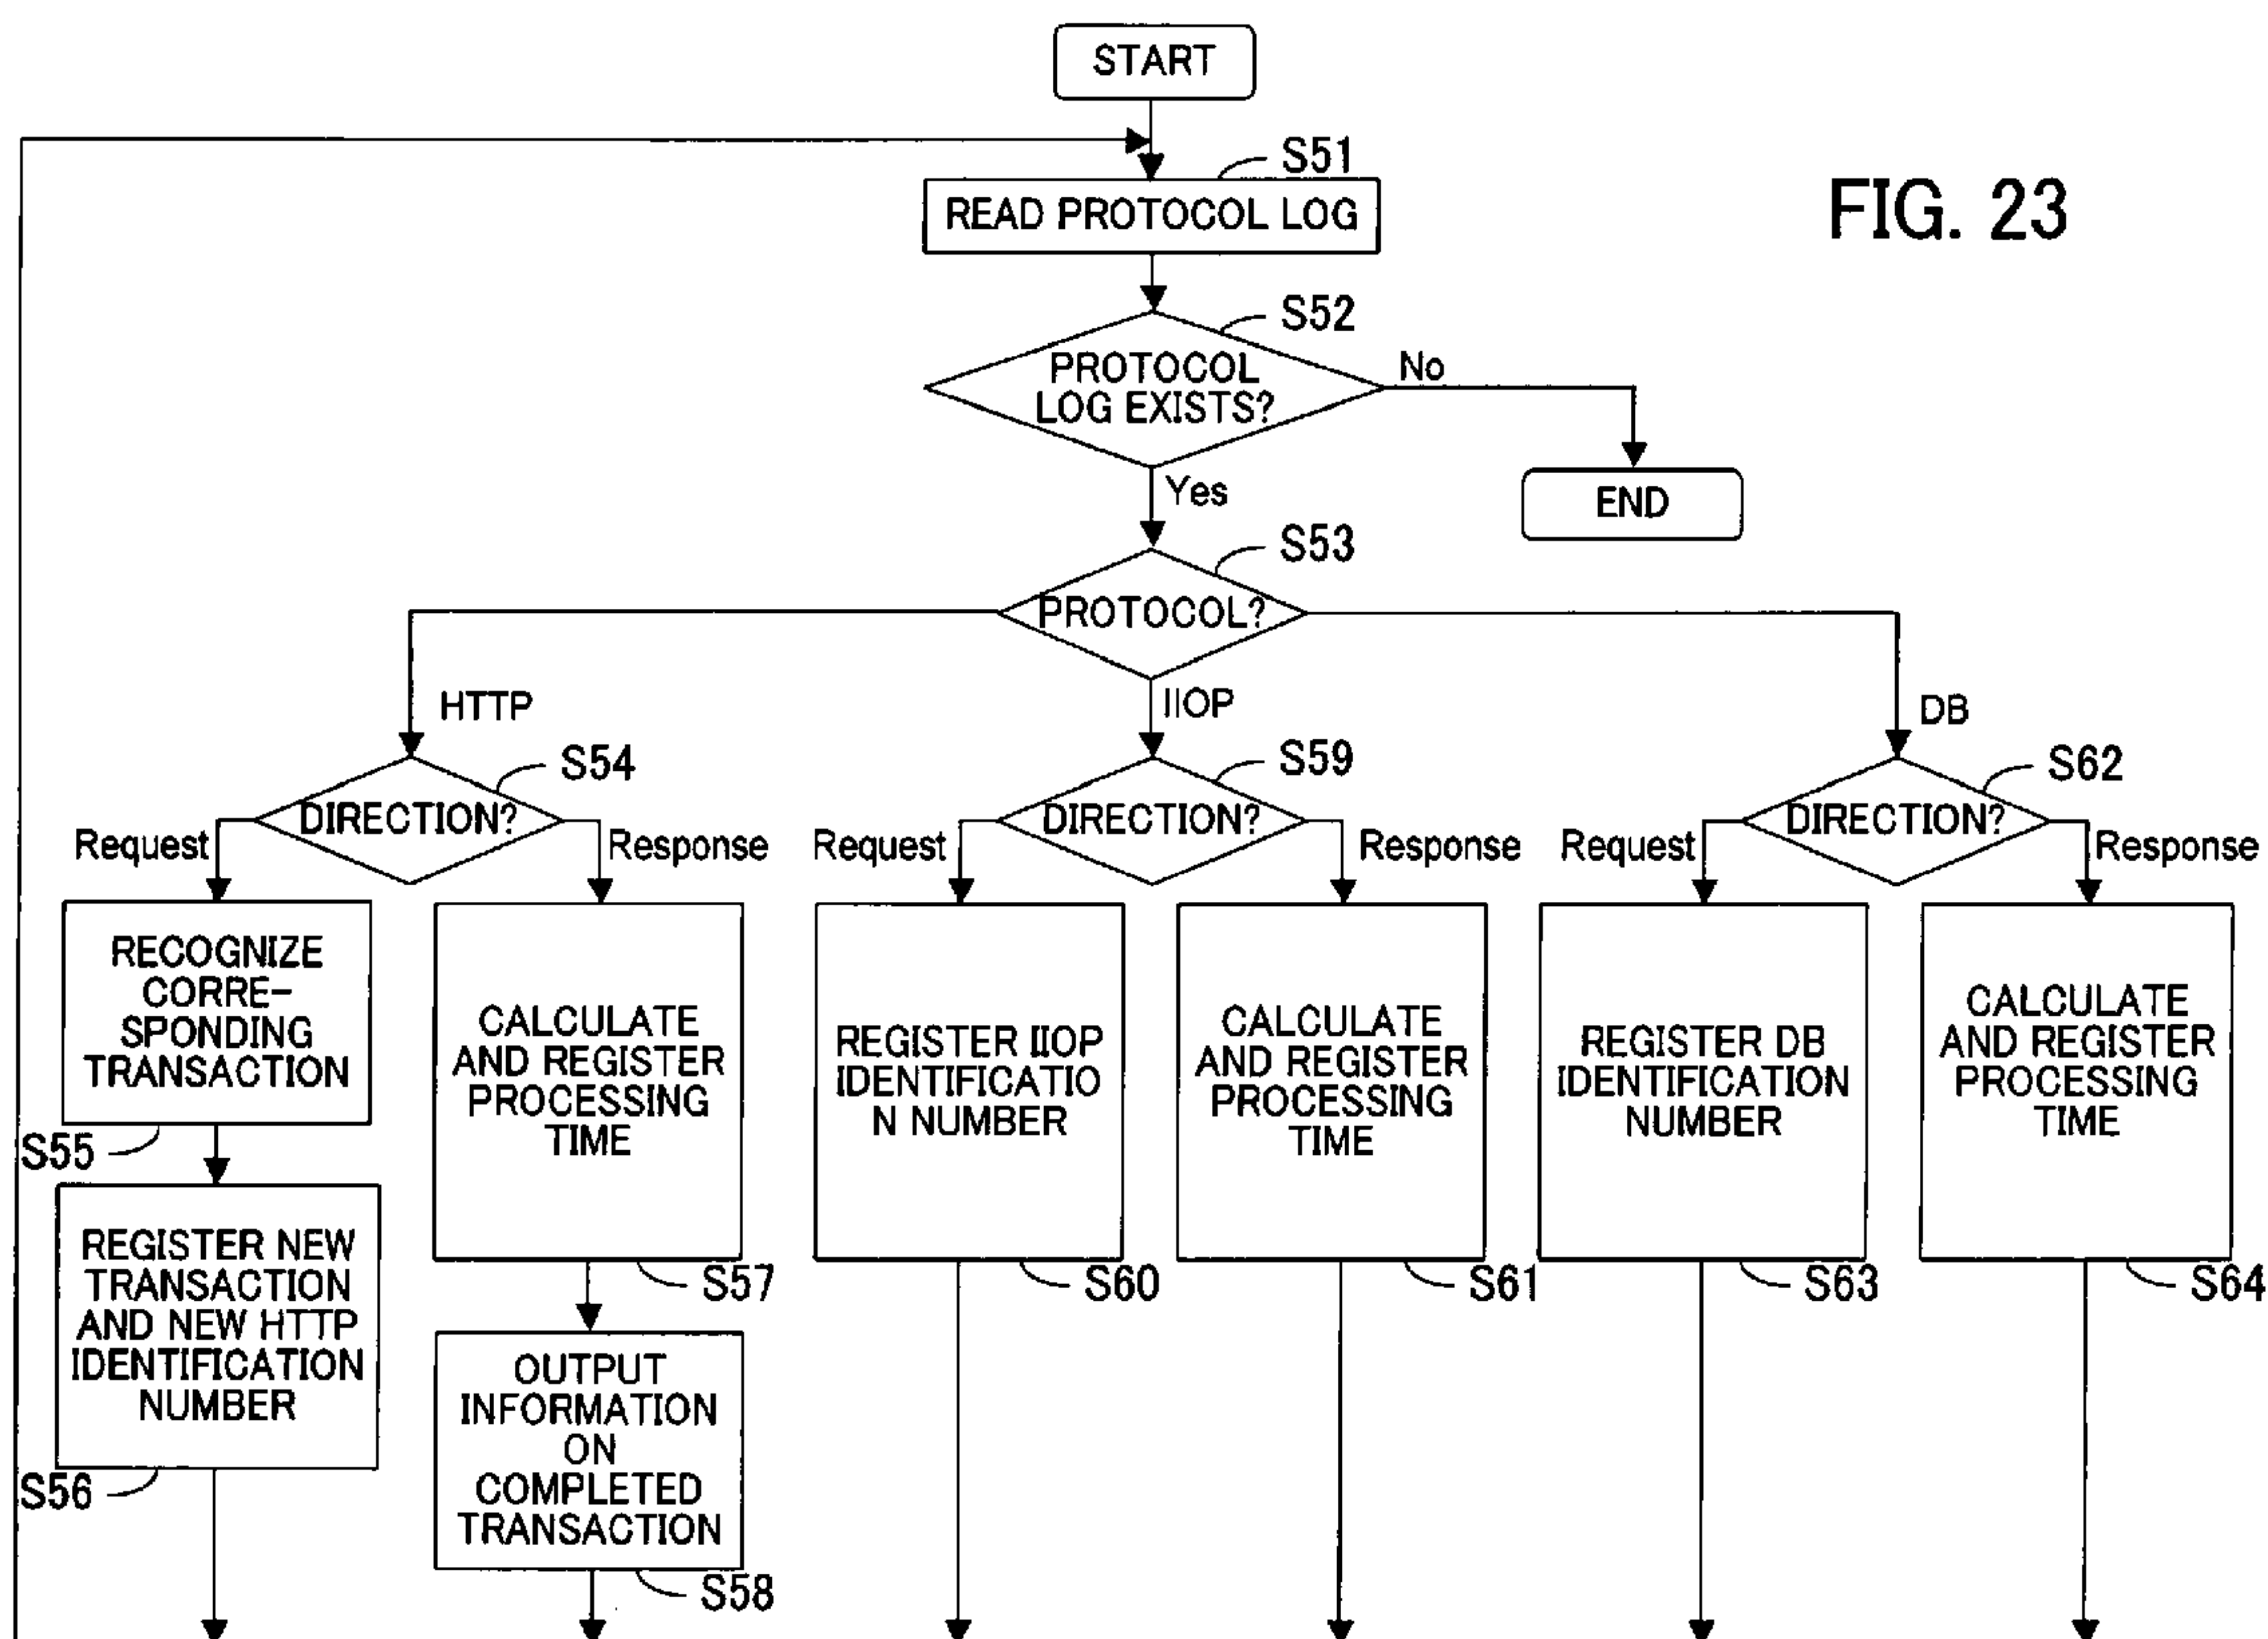 START
S51
READ PROTOCOL LOG
FIG. 23
S52
PROTOCOL
LOG EXISTS?
No
Yes
END
S53
PROTOCOL?
HTTP
IIOP
DB
S54
S59
S62
DIRECTION?
DIRECTION?
DIRECTION?
Request
Response
Request
Response
Request
Response
RECOGNIZE
CORRE-
SPONDING
TRANSACTION
S55
CALCULATE
AND REGISTER
PROCESSING
TIME
S57
REGISTER IIOP
IDENTIFICATIO
N NUMBER
S60
CALCULATE
AND REGISTER
PROCESSING
TIME
S61
REGISTER DB
IDENTIFICATION
NUMBER
S63
CALCULATE
AND REGISTER
PROCESSING
TIME
S64
REGISTER NEW
TRANSACTION
AND NEW HTTP
IDENTIFICATION
NUMBER
S56
OUTPUT
INFORMATION
ON
COMPLETED
TRANSACTION
S58